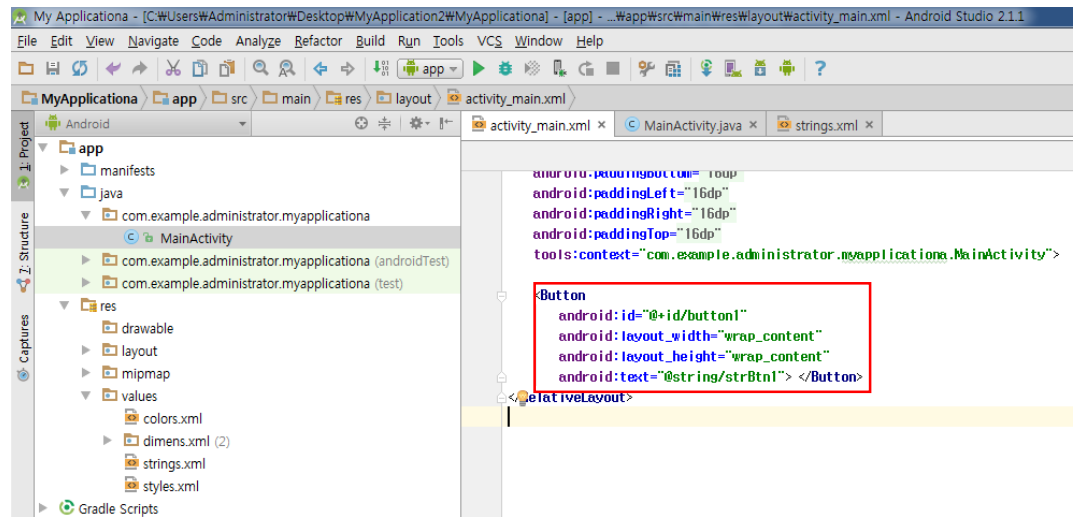 My Applicationa - [C:₩Users₩Administrator₩Desktop₩MyApplication2₩MyApplicationa] - [app] - ...₩app₩src₩main₩res₩layout₩activity_main.xml - Android Studio 2.1.1
File Edit View Navigate Code Analyze Refactor Build Run Tools VCS Window Help
app
MyApplicationa app src main res layout activity_main.xml
1: Project
Android
activity_main.xml × MainActivity.java × strings.xml ×
app
manifests
java
com.example.administrator.myapplicationa
MainActivity
com.example.administrator.myapplicationa (androidTest)
com.example.administrator.myapplicationa (test)
res
drawable
layout
mipmap
values
colors.xml
dimens.xml (2)
strings.xml
styles.xml
Gradle Scripts
7: Structure
Captures
android:paddingBottom="16dp"
android:paddingLeft="16dp"
android:paddingRight="16dp"
android:paddingTop="16dp"
tools:context="com.example.administrator.myapplicationa.MainActivity">
<Button
android:id="@+id/button1"
android:layout_width="wrap_content"
android:layout_height="wrap_content"
android:text="@string/strBtn1"> </Button>
</RelativeLayout>